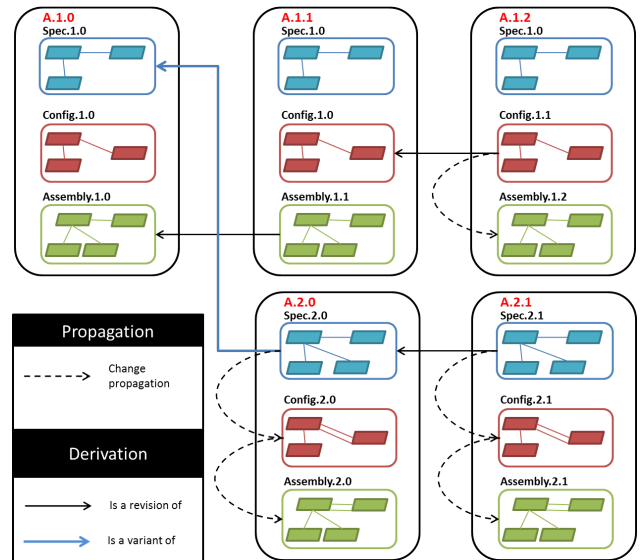 A.1.0
Spec.1.0
Config.1.0
Assembly.1.0
A.1.1
Spec.1.0
Config.1.0
Assembly.1.1
A.1.2
Spec.1.0
Config.1.1
Assembly.1.2
A.2.0
Spec.2.0
Config.2.0
Assembly.2.0
A.2.1
Spec.2.1
Config.2.1
Assembly.2.1
Propagation
Change
propagation
Derivation
Is a revision of
Is a variant of